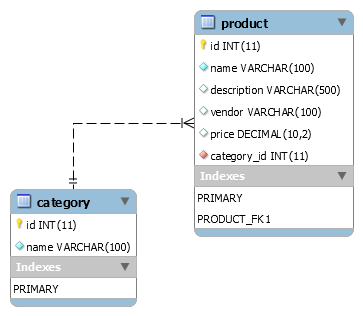 product
id INT(11)
name VARCHAR(100)
description VARCHAR(500)
vendor VARCHAR(100)
price DECIMAL(10,2)
category_id INT(11)
Indexes
PRIMARY
PRODUCT_FK1
category
id INT(11)
name VARCHAR(100)
Indexes
PRIMARY